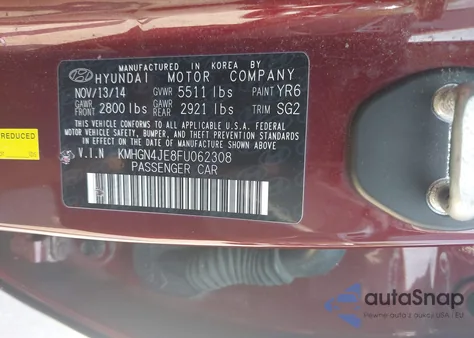 MANUFACTURED IN KOREA BY
HYUNDAI MOTOR COMPANY
NOV/13/14 GVWR 5511 lbs PAINT YR6
GAWR FRONT 2800 lbs GAWR REAR 2921 lbs TRIM SG2
THIS VEHICLE CONFORMS TO ALL APPLICABLE U.S.A. FEDERAL MOTOR
VEHICLE SAFETY, BUMPER, AND THEFT PREVENTION STANDARDS
IN EFFECT ON THE DATE OF MANUFACTURE SHOWN ABOVE.
V.I.N KMHGN4JE8FU062308
PASSENGER CAR
REDUCED
autoSnap